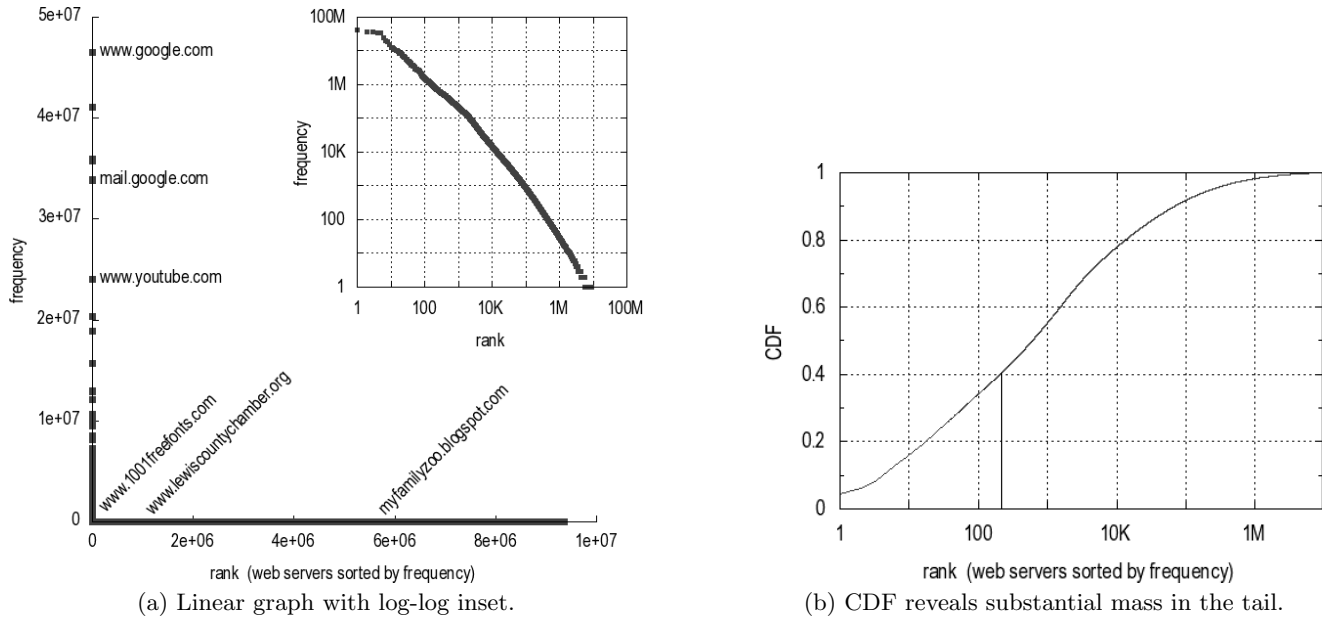 5e+07
4e+07
3e+07
2e+07
1e+07
0
frequency
www.google.com
mail.google.com
www.youtube.com
www.1001freefonts.com
www.lewiscountychamber.org
myfamilyzoo.blogspot.com
0
2e+06
4e+06
6e+06
8e+06
1e+07
rank (web servers sorted by frequency)
100M
1M
10K
100
1
frequency
1
100
10K
1M
100M
rank
(a) Linear graph with log-log inset.
1
0.8
0.6
0.4
0.2
0
CDF
1
100
10K
1M
rank (web servers sorted by frequency)
(b) CDF reveals substantial mass in the tail.